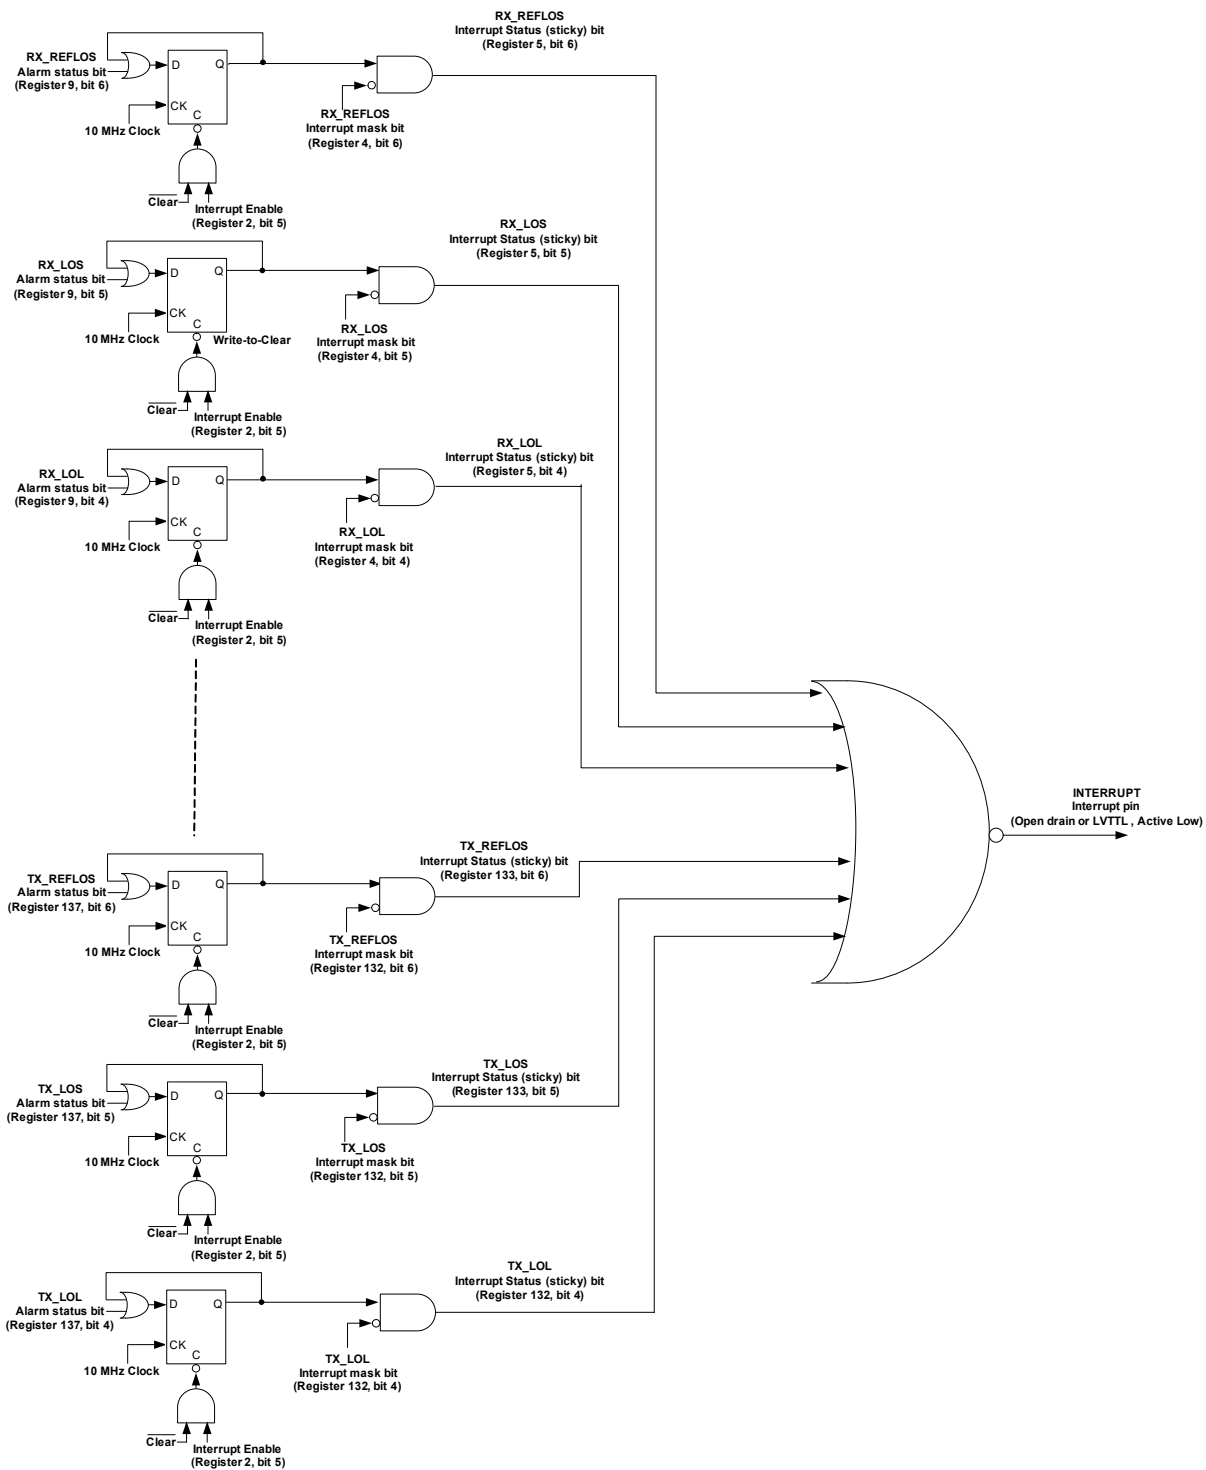 RX_REFLOS
Interrupt Status (sticky) bit
(Register 5, bit 6)
RX_REFLOS
Alarm status bit
(Register 9, bit 6)
D
Q
CK
C
10 MHz Clock
RX_REFLOS
Interrupt mask bit
(Register 4, bit 6)
Clear
Interrupt Enable
(Register 2, bit 5)
RX_LOS
Interrupt Status (sticky) bit
(Register 5, bit 5)
RX_LOS
Alarm status bit
(Register 9, bit 5)
D
Q
CK
C
10 MHz Clock
Write-to-Clear
RX_LOS
Interrupt mask bit
(Register 4, bit 5)
Clear
Interrupt Enable
(Register 2, bit 5)
RX_LOL
Interrupt Status (sticky) bit
(Register 5, bit 4)
RX_LOL
Alarm status bit
(Register 9, bit 4)
D
Q
CK
C
10 MHz Clock
RX_LOL
Interrupt mask bit
(Register 4, bit 4)
Clear
Interrupt Enable
(Register 2, bit 5)
INTERRUPT
Interrupt pin
(Open drain or LVTTL , Active Low)
TX_REFLOS
Interrupt Status (sticky) bit
(Register 133, bit 6)
TX_REFLOS
Alarm status bit
(Register 137, bit 6)
D
Q
CK
C
10 MHz Clock
TX_REFLOS
Interrupt mask bit
(Register 132, bit 6)
Clear
Interrupt Enable
(Register 2, bit 5)
TX_LOS
Interrupt Status (sticky) bit
(Register 133, bit 5)
TX_LOS
Alarm status bit
(Register 137, bit 5)
D
Q
CK
C
10 MHz Clock
TX_LOS
Interrupt mask bit
(Register 132, bit 5)
Clear
Interrupt Enable
(Register 2, bit 5)
TX_LOL
Interrupt Status (sticky) bit
(Register 132, bit 4)
TX_LOL
Alarm status bit
(Register 137, bit 4)
D
Q
CK
C
10 MHz Clock
TX_LOL
Interrupt mask bit
(Register 132, bit 4)
Clear
Interrupt Enable
(Register 2, bit 5)